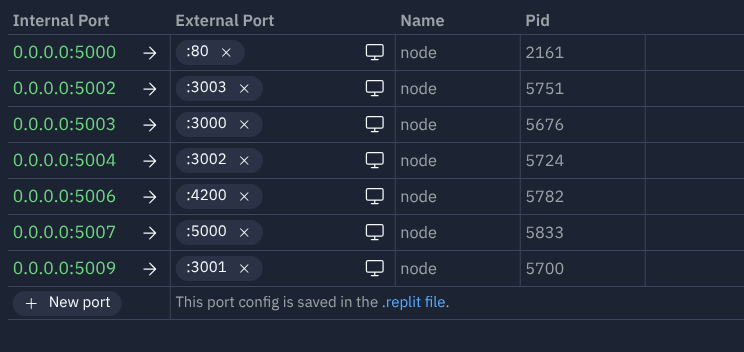 Internal Port External Port Name Pid
0.0.0.0:5000 → :80 × node 2161
0.0.0.0:5002 → :3003 × node 5751
0.0.0.0:5003 → :3000 × node 5676
0.0.0.0:5004 → :3002 × node 5724
0.0.0.0:5006 → :4200 × node 5782
0.0.0.0:5007 → :5000 × node 5833
0.0.0.0:5009 → :3001 × node 5700
+ New port This port config is saved in the .replit file.